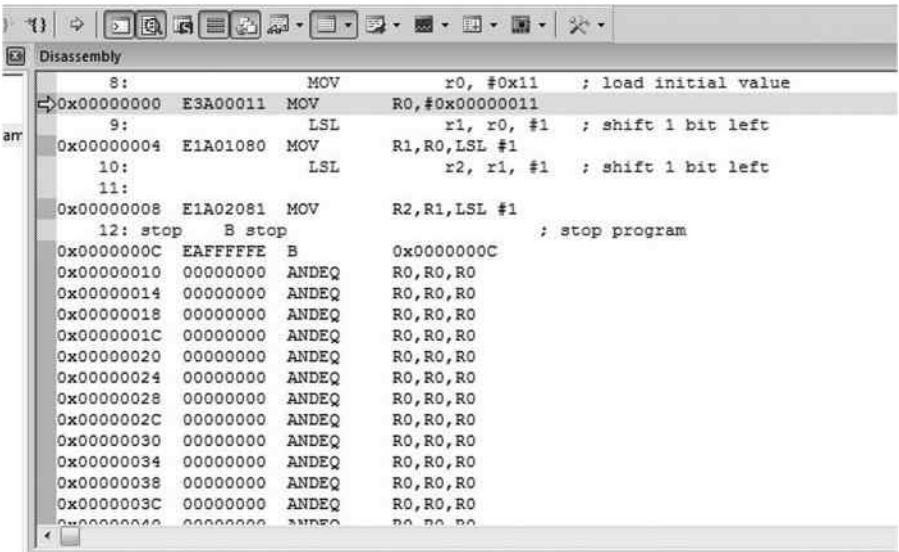 Disassembly
8: MOV r0, #0x11 ; load initial value
0x00000000 E3A00011 MOV R0,#0x00000011
9: LSL r1, r0, #1 ; shift 1 bit left
0x00000004 E1A01080 MOV R1,R0,LSL #1
10: LSL r2, r1, #1 ; shift 1 bit left
11:
0x00000008 E1A02081 MOV R2,R1,LSL #1
12: stop B stop ; stop program
0x0000000C EAFFFFFE B 0x0000000C
0x00000010 00000000 ANDEQ R0,R0,R0
0x00000014 00000000 ANDEQ R0,R0,R0
0x00000018 00000000 ANDEQ R0,R0,R0
0x0000001C 00000000 ANDEQ R0,R0,R0
0x00000020 00000000 ANDEQ R0,R0,R0
0x00000024 00000000 ANDEQ R0,R0,R0
0x00000028 00000000 ANDEQ R0,R0,R0
0x0000002C 00000000 ANDEQ R0,R0,R0
0x00000030 00000000 ANDEQ R0,R0,R0
0x00000034 00000000 ANDEQ R0,R0,R0
0x00000038 00000000 ANDEQ R0,R0,R0
0x0000003C 00000000 ANDEQ R0,R0,R0